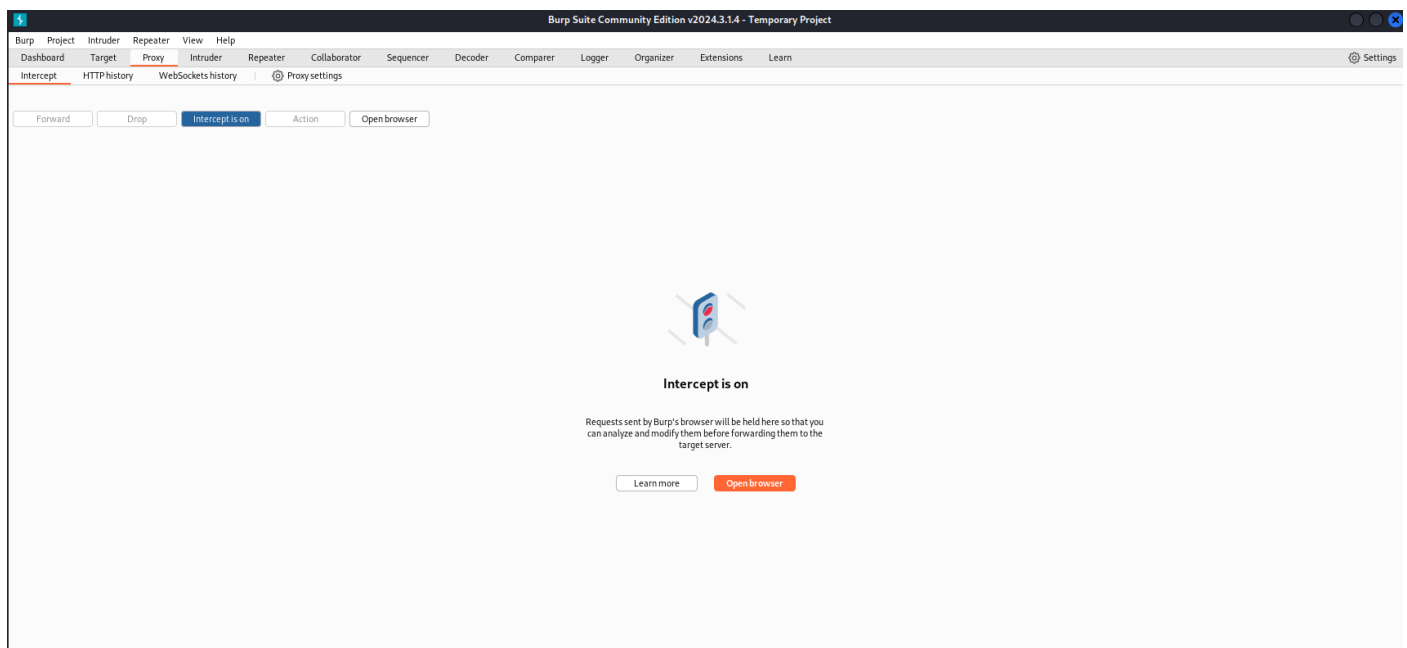 Burp Suite Community Edition v2024.3.1.4 - Temporary Project
Burp Project Intruder Repeater View Help
Dashboard Target Proxy Intruder Repeater Collaborator Sequencer Decoder Comparer Logger Organizer Extensions Learn Settings
Intercept HTTP history WebSockets history Proxy settings
Forward Drop Intercept is on Action Open browser
Intercept is on
Requests sent by Burp's browser will be held here so that you
can analyze and modify them before forwarding them to the
target server.
Learn more Open browser